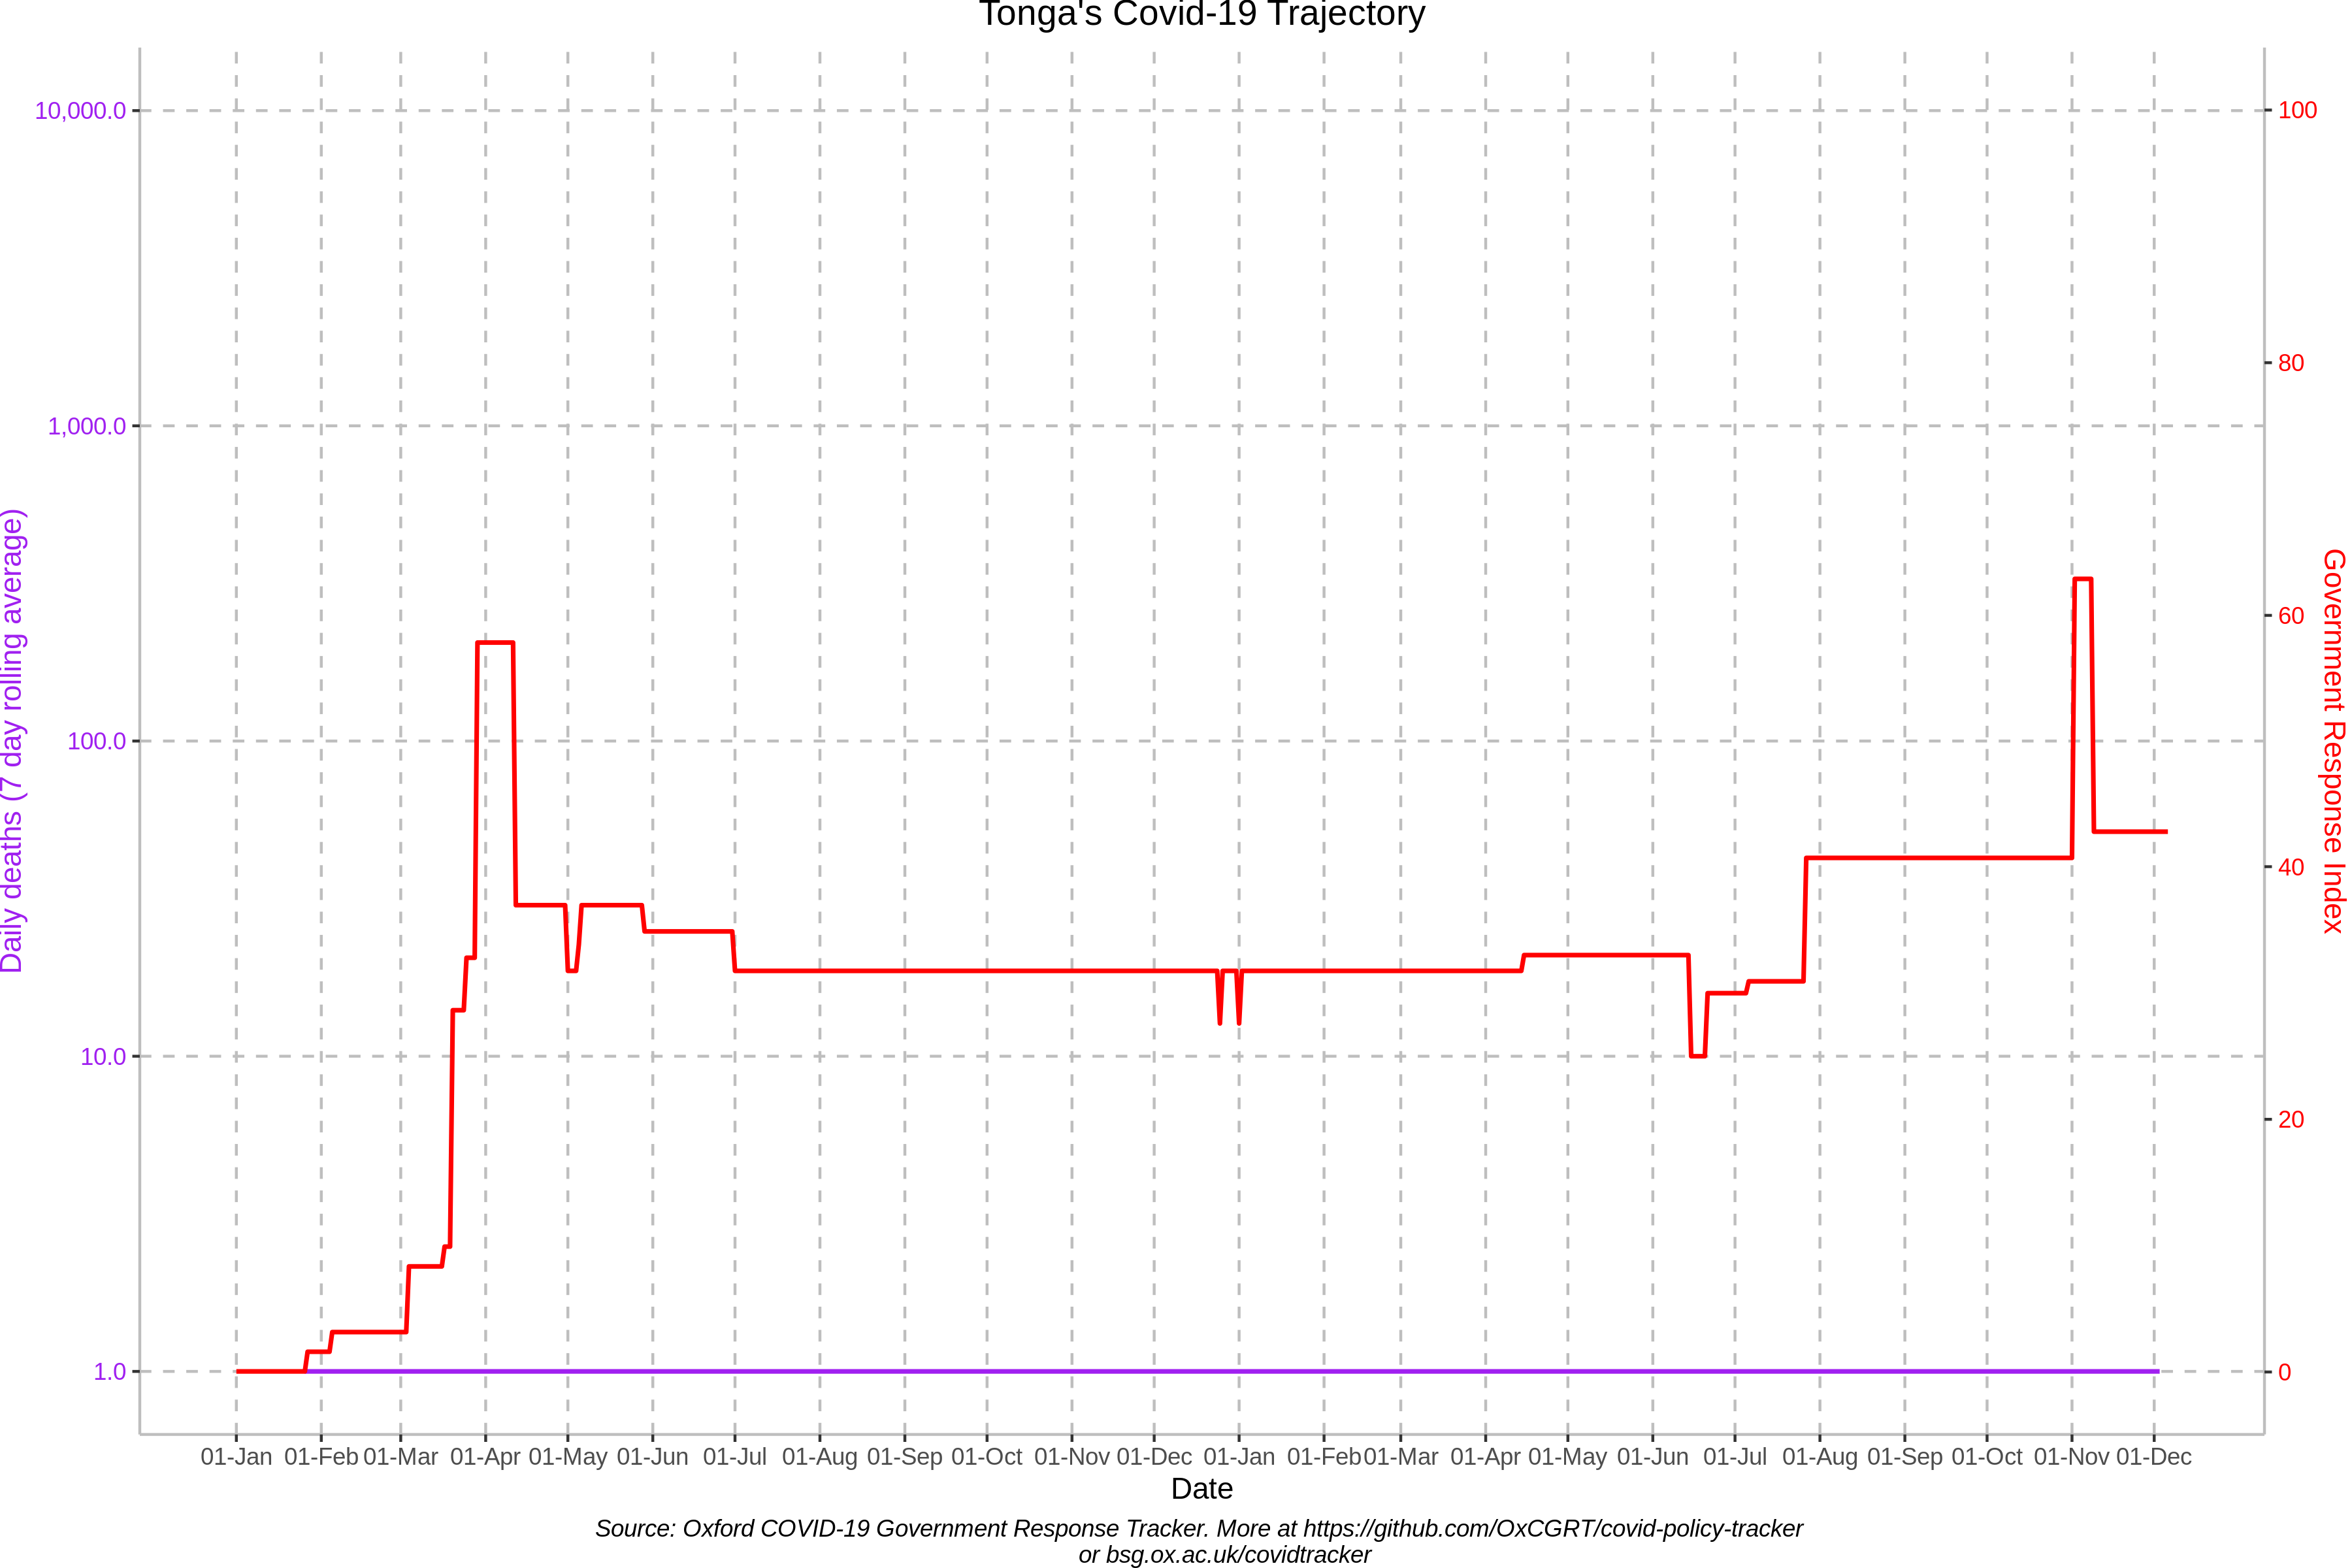 Tonga's Covid-19 Trajectory
10,000.0
1,000.0
100.0
10.0
1.0
Daily deaths (7 day rolling average)
100
80
60
40
20
0
Government Response Index
01-Jan 01-Feb 01-Mar 01-Apr 01-May 01-Jun 01-Jul 01-Aug 01-Sep 01-Oct 01-Nov 01-Dec 01-Jan 01-Feb 01-Mar 01-Apr 01-May 01-Jun 01-Jul 01-Aug 01-Sep 01-Oct 01-Nov 01-Dec
Date
Source: Oxford COVID-19 Government Response Tracker. More at https://github.com/OxCGRT/covid-policy-tracker
or bsg.ox.ac.uk/covidtracker